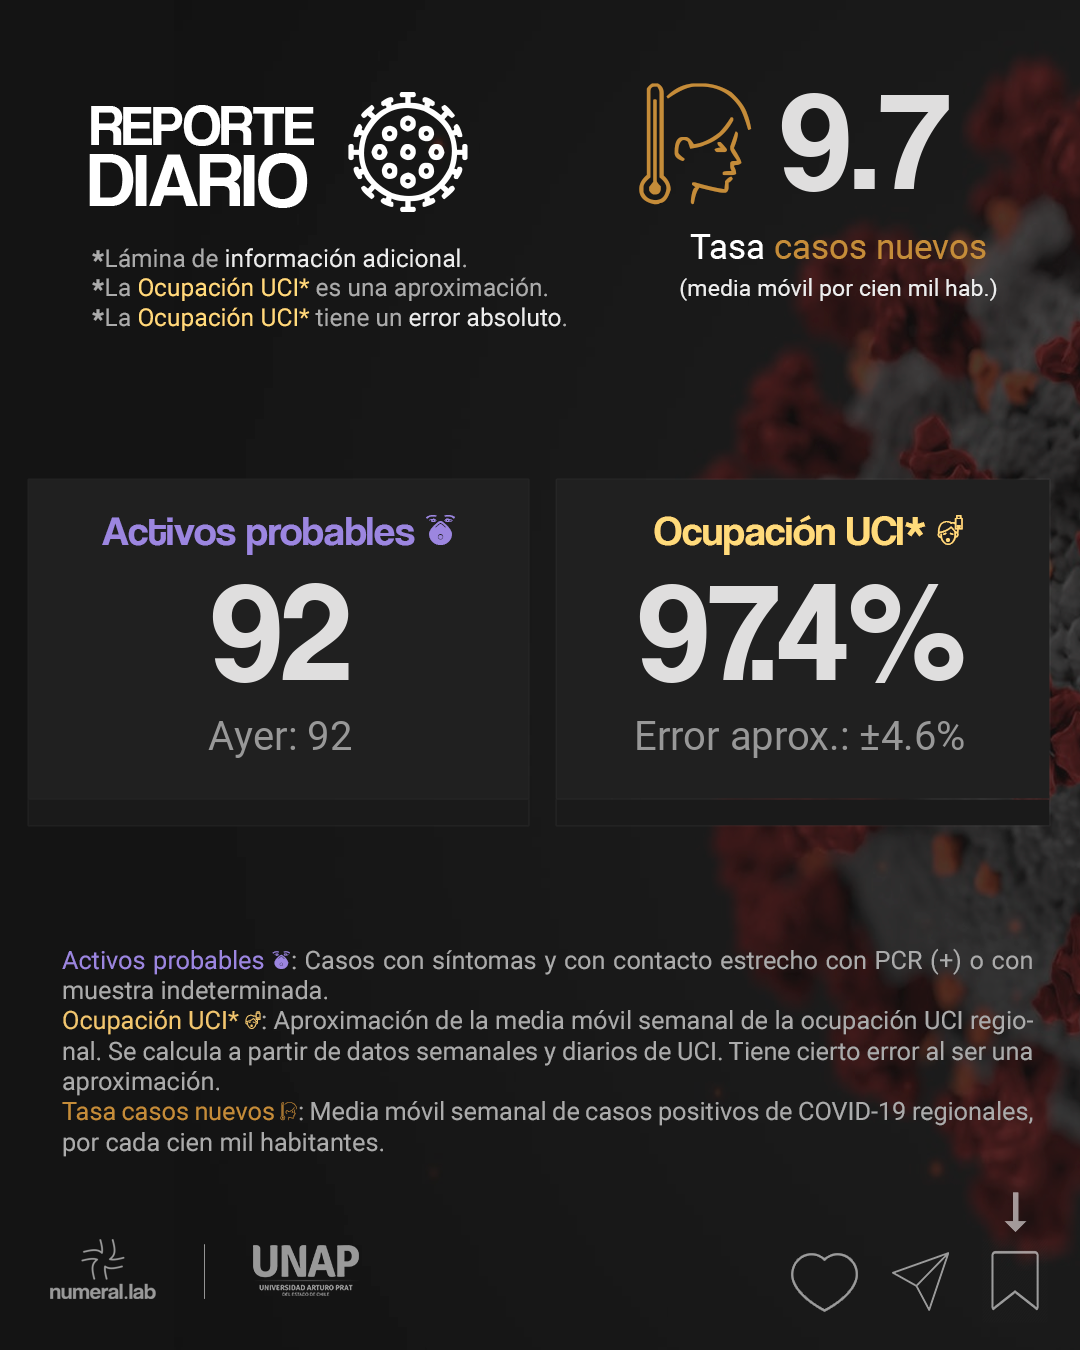 REPORTE
DIARIO
*Lámina de información adicional.
*La Ocupación UCI* es una aproximación.
*La Ocupación UCI* tiene un error absoluto.
9.7
Tasa casos nuevos
(media móvil por cien mil hab.)
Activos probables
92
Ayer: 92
Ocupación UCI*
97.4%
Error aprox.: ±4.6%
Activos probables : Casos con síntomas y con contacto estrecho con PCR (+) o con
muestra indeterminada.
Ocupación UCI* : Aproximación de la media móvil semanal de la ocupación UCI regio-
nal. Se calcula a partir de datos semanales y diarios de UCI. Tiene cierto error al ser una
aproximación.
Tasa casos nuevos : Media móvil semanal de casos positivos de COVID-19 regionales,
por cada cien mil habitantes.
numeral.lab
UNAP
UNIVERSIDAD ARTURO PRAT
DEL ESTADO DE CHILE